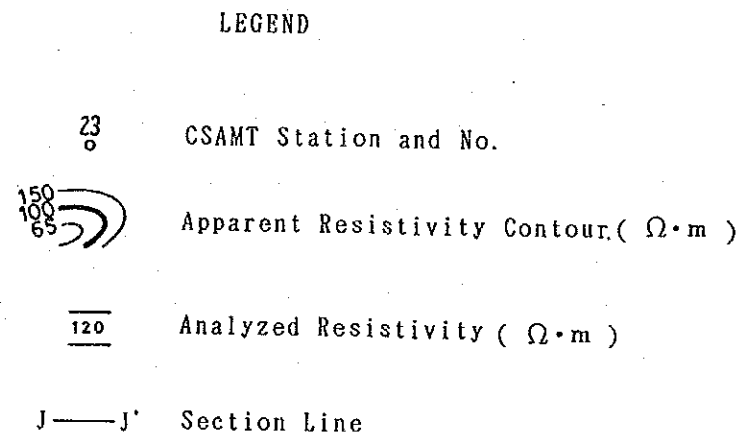 LEGEND
23
CSAMT Station and No.
150
100
65
Apparent Resistivity Contour.( Ω·m )
120
Analyzed Resistivity ( Ω·m )
J J'
Section Line